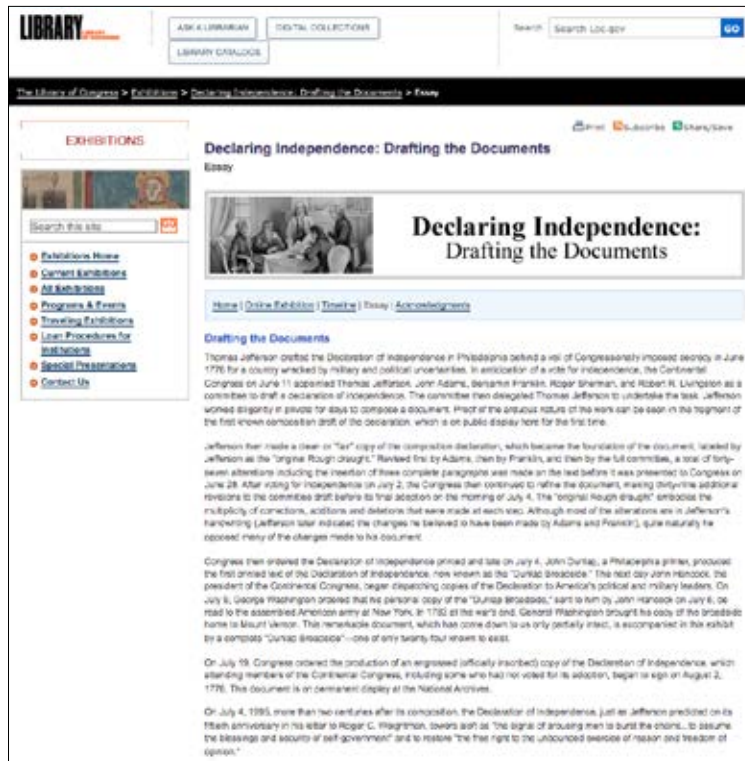 LIBRARY
ASK A LIBRARIAN
DIGITAL COLLECTIONS
LIBRARY CATALOGS
Search
Search Loc.gov
GO
The Library of Congress > Exhibitions > Declaring Independence: Drafting the Documents > Essay
Print Subscribe Share/Save
EXHIBITIONS
Search this site
Exhibitions Home
Current Exhibitions
All Exhibitions
Programs & Events
Traveling Exhibitions
Loan Procedures for
Institutions
Special Presentations
Contact Us
Declaring Independence: Drafting the Documents
Essay
Declaring Independence:
Drafting the Documents
Home | Online Exhibition | Timeline | Essay | Acknowledgments
Drafting the Documents
Thomas Jefferson drafted the Declaration of Independence in Philadelphia behind a veil of Congressionally imposed secrecy in June
1776 for a country wracked by military and political uncertainties. In anticipation of a vote for independence, the Continental
Congress on June 11 appointed Thomas Jefferson, John Adams, Benjamin Franklin, Roger Sherman, and Robert R. Livingston as a
committee to draft a declaration of independence. The committee then delegated Thomas Jefferson to undertake the task. Jefferson
worked diligently in private for days to compose a document. Proof of the arduous nature of the work can be seen in the fragment of
the first known composition draft of the declaration, which is on public display here for the first time.
Jefferson then made a clean or "fair" copy of the composition declaration, which became the foundation of the document, labeled by
Jefferson as the "original Rough draught." Revised first by Adams, then by Franklin, and then by the full committee, a total of forty-
seven alterations including the insertion of three complete paragraphs was made on the text before it was presented to Congress on
June 28. After voting for independence on July 2, the Congress then continued to refine the document, making thirty-nine additional
revisions to the committee draft before its final adoption on the morning of July 4. The "original Rough draught" embodies the
multiplicity of corrections, additions and deletions that were made at each step. Although most of the alterations are in Jefferson's
handwriting (Jefferson later indicated the changes he believed to have been made by Adams and Franklin), quite naturally he
opposed many of the changes made to his document.
Congress then ordered the Declaration of Independence printed and late on July 4, John Dunlap, a Philadelphia printer, produced
the first printed text of the Declaration of Independence, now known as the "Dunlap Broadside." The next day John Hancock, the
president of the Continental Congress, began dispatching copies of the Declaration to America's political and military leaders. On
July 9, George Washington ordered that his personal copy of the "Dunlap Broadside," sent to him by John Hancock on July 6, be
read to the assembled American army at New York. In 1783 at the war's end, General Washington brought his copy of the broadside
home to Mount Vernon. This remarkable document, which has come down to us only partially intact, is accompanied in this exhibit
by a complete "Dunlap Broadside"—one of only twenty-four known to exist.
On July 19, Congress ordered the production of an engrossed (officially inscribed) copy of the Declaration of Independence, which
attending members of the Continental Congress, including some who had not voted for its adoption, began to sign on August 2,
1776. This document is on permanent display at the National Archives.
On July 4, 1995, more than two centuries after its composition, the Declaration of Independence, just as Jefferson predicted on its
fiftieth anniversary in his letter to Roger C. Weightman, towers aloft as "the signal of arousing men to burst the chains...to assume
the blessings and security of self-government" and to restore "the free right to the unbounded exercise of reason and freedom of
opinion."